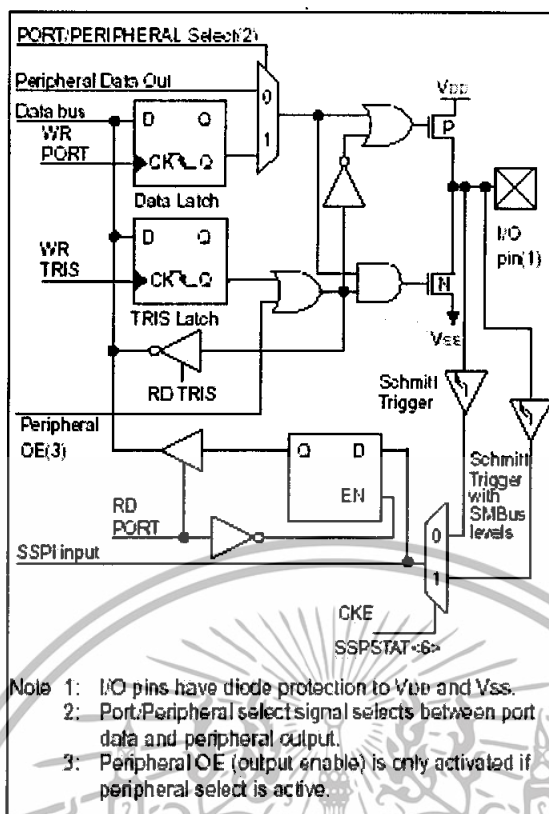 PORT/PERIPHERAL Select(2)
Peripheral Data Out
Data bus
WR
PORT
D Q
CK Q
Data Latch
0
1
VDD
P
I/O
pin(1)
WR
TRIS
D Q
CK Q
TRIS Latch
N
VSS
RD TRIS
Schmitt
Trigger
Peripheral
OE(3)
Q D
EN
Schmitt
Trigger
with
SMBus
levels
RD
PORT
SSPI input
0
1
CKE
SSPSTAT<6>
Note 1: I/O pins have diode protection to VDD and VSS.
2: Port/Peripheral select signal selects between port
data and peripheral output.
3: Peripheral OE (output enable) is only activated if
peripheral select is active.